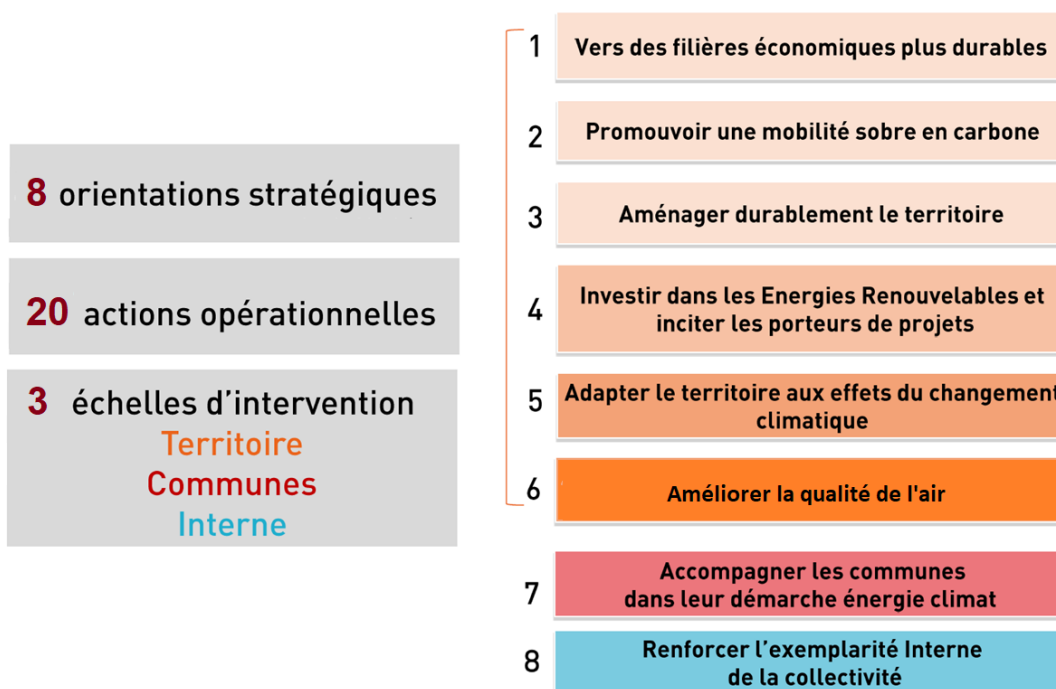 8 orientations stratégiques
20 actions opérationnelles
3 échelles d'intervention
Territoire
Communes
Interne
1 Vers des filières économiques plus durables
2 Promouvoir une mobilité sobre en carbone
3 Aménager durablement le territoire
4 Investir dans les Energies Renouvelables et
inciter les porteurs de projets
5 Adapter le territoire aux effets du changement
climatique
6 Améliorer la qualité de l'air
7 Accompagner les communes
dans leur démarche énergie climat
8 Renforcer l'exemplarité Interne
de la collectivité